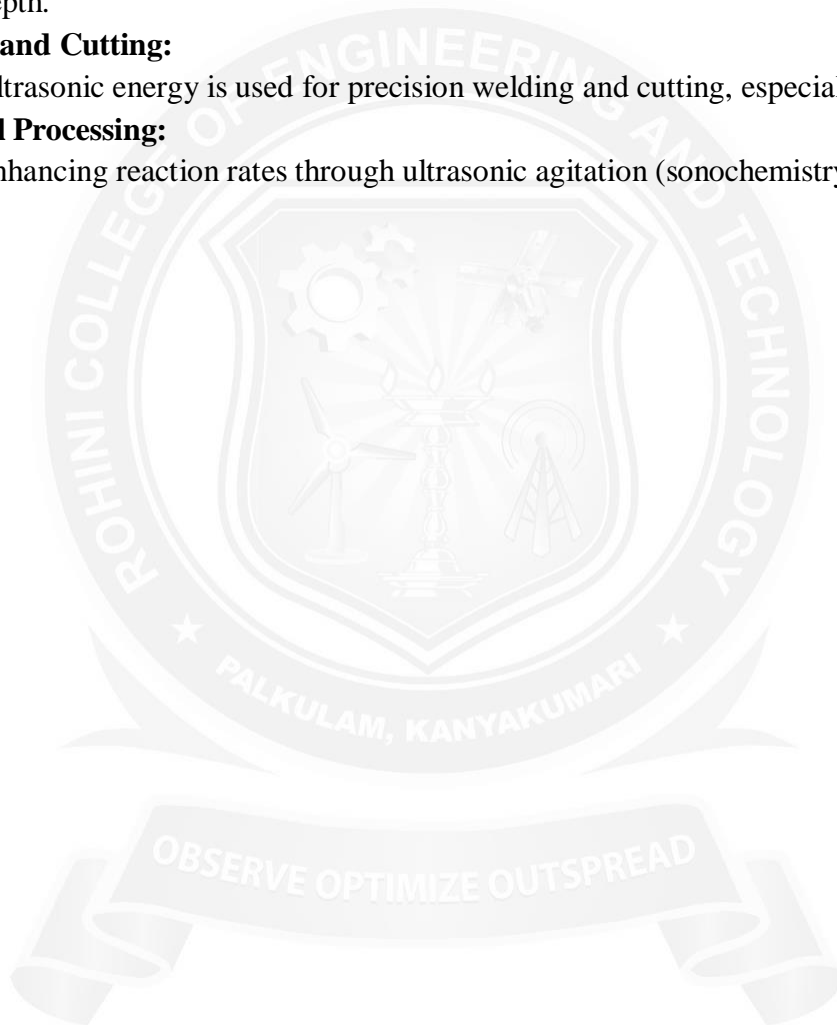 epth.
and Cutting:
ltrasonic energy is used for precision welding and cutting, especial
l Processing:
nhancing reaction rates through ultrasonic agitation (sonochemistry
ROHINI COLLEGE OF ENGINEERING AND TECHNOLOGY
PALKULAM, KANYAKUMARI
OBSERVE OPTIMIZE OUTSPREAD